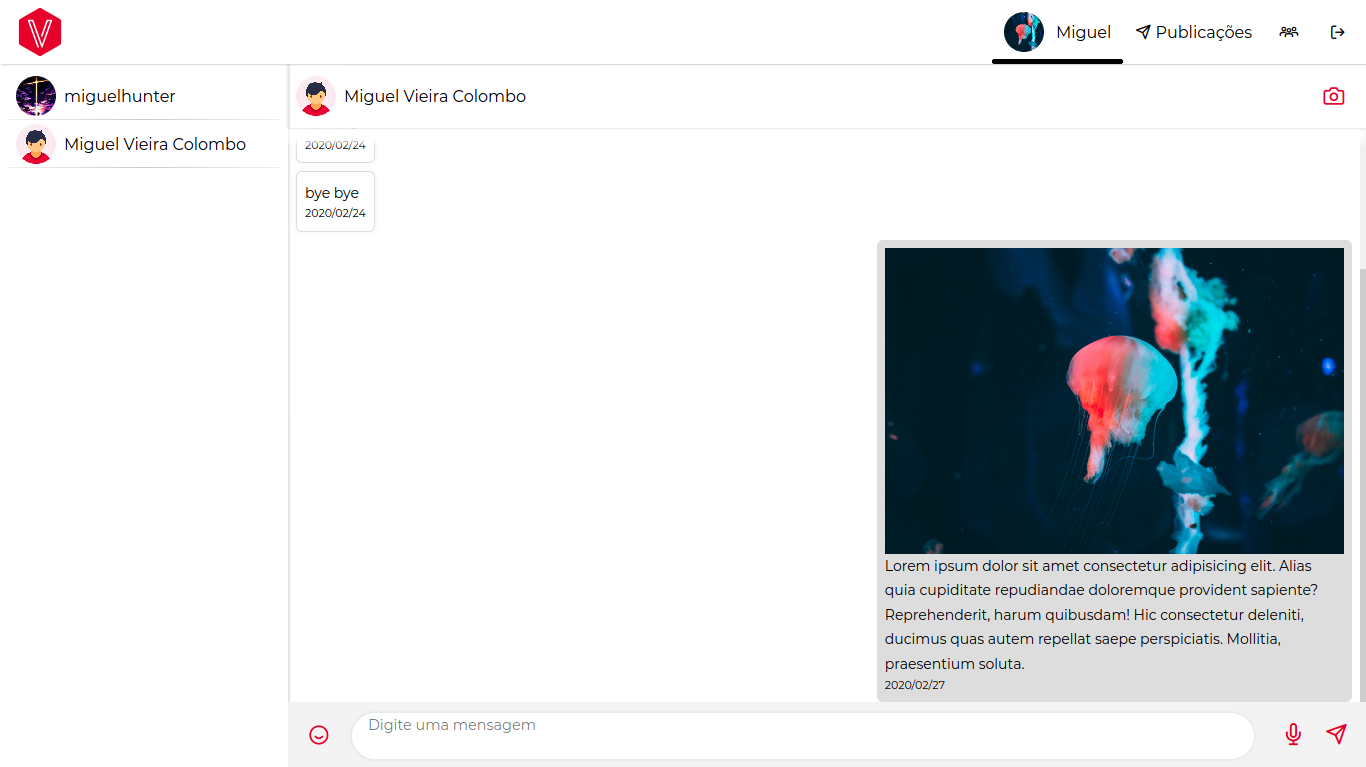 V
Miguel
Publicações
miguelhunter
Miguel Vieira Colombo
Miguel Vieira Colombo
2020/02/24
bye bye
2020/02/24
Lorem ipsum dolor sit amet consectetur adipisicing elit. Alias
quia cupiditate repudiandae doloremque provident sapiente?
Reprehenderit, harum quibusdam! Hic consectetur deleniti,
ducimus quas autem repellat saepe perspiciatis. Mollitia,
praesentium soluta.
2020/02/27
Digite uma mensagem